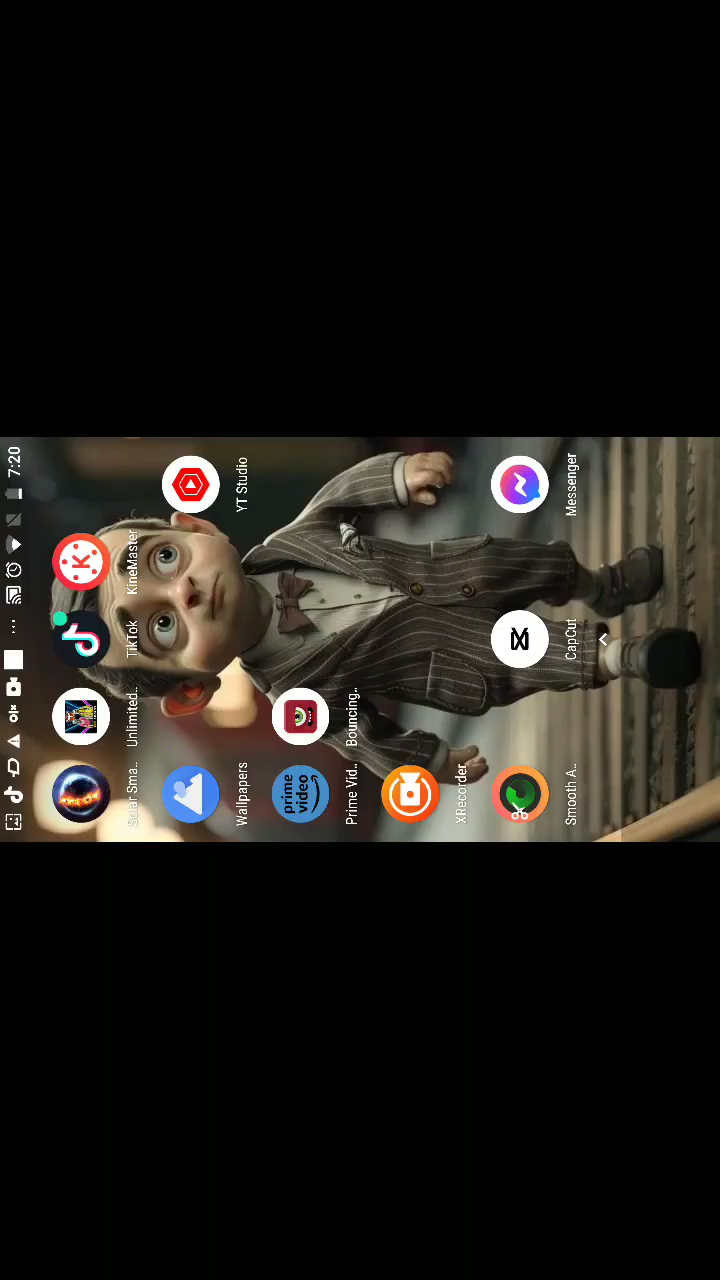 7:20
Solar Sma..
Unlimited..
TikTok
KineMaster
Wallpapers
YT Studio
prime
video
Prime Vid..
Bouncing..
XRecorder
Smooth A..
CapCut
Messenger